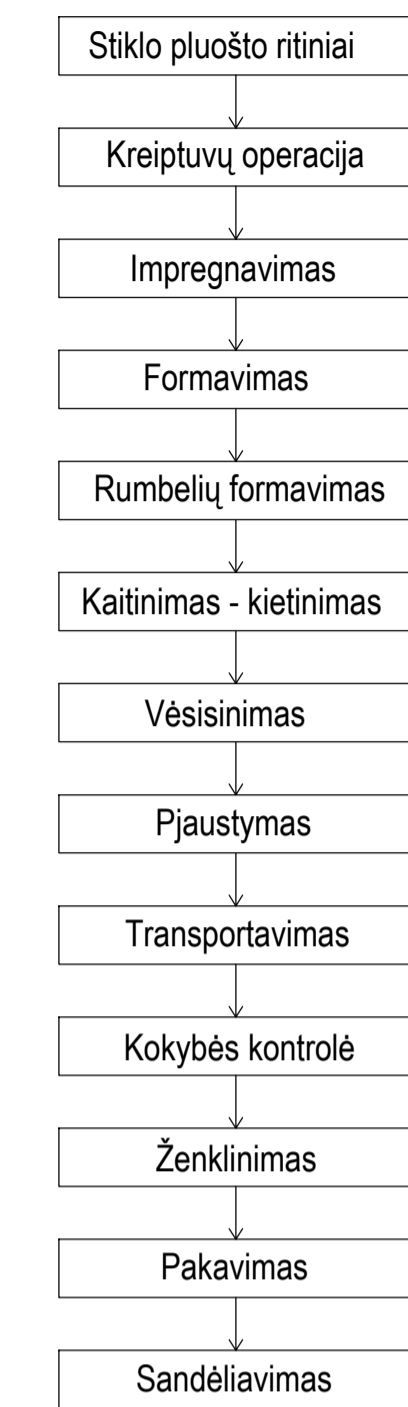 Stiklo pluošto ritiniai
Kreiptuvų operacija
Impregnavimas
Formavimas
Rumbelių formavimas
Kaitinimas - kietinimas
Vėsisinimas
Pjaustymas
Transportavimas
Kokybės kontrolė
Ženklinimas
Pakavimas
Sandėliavimas